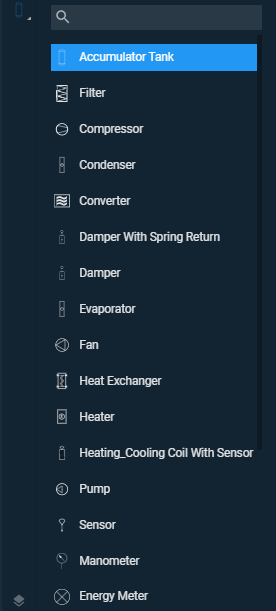 Accumulator Tank
Filter
Compressor
Condenser
Converter
Damper With Spring Return
Damper
Evaporator
Fan
Heat Exchanger
Heater
Heating_Cooling Coil With Sensor
Pump
Sensor
Manometer
Energy Meter